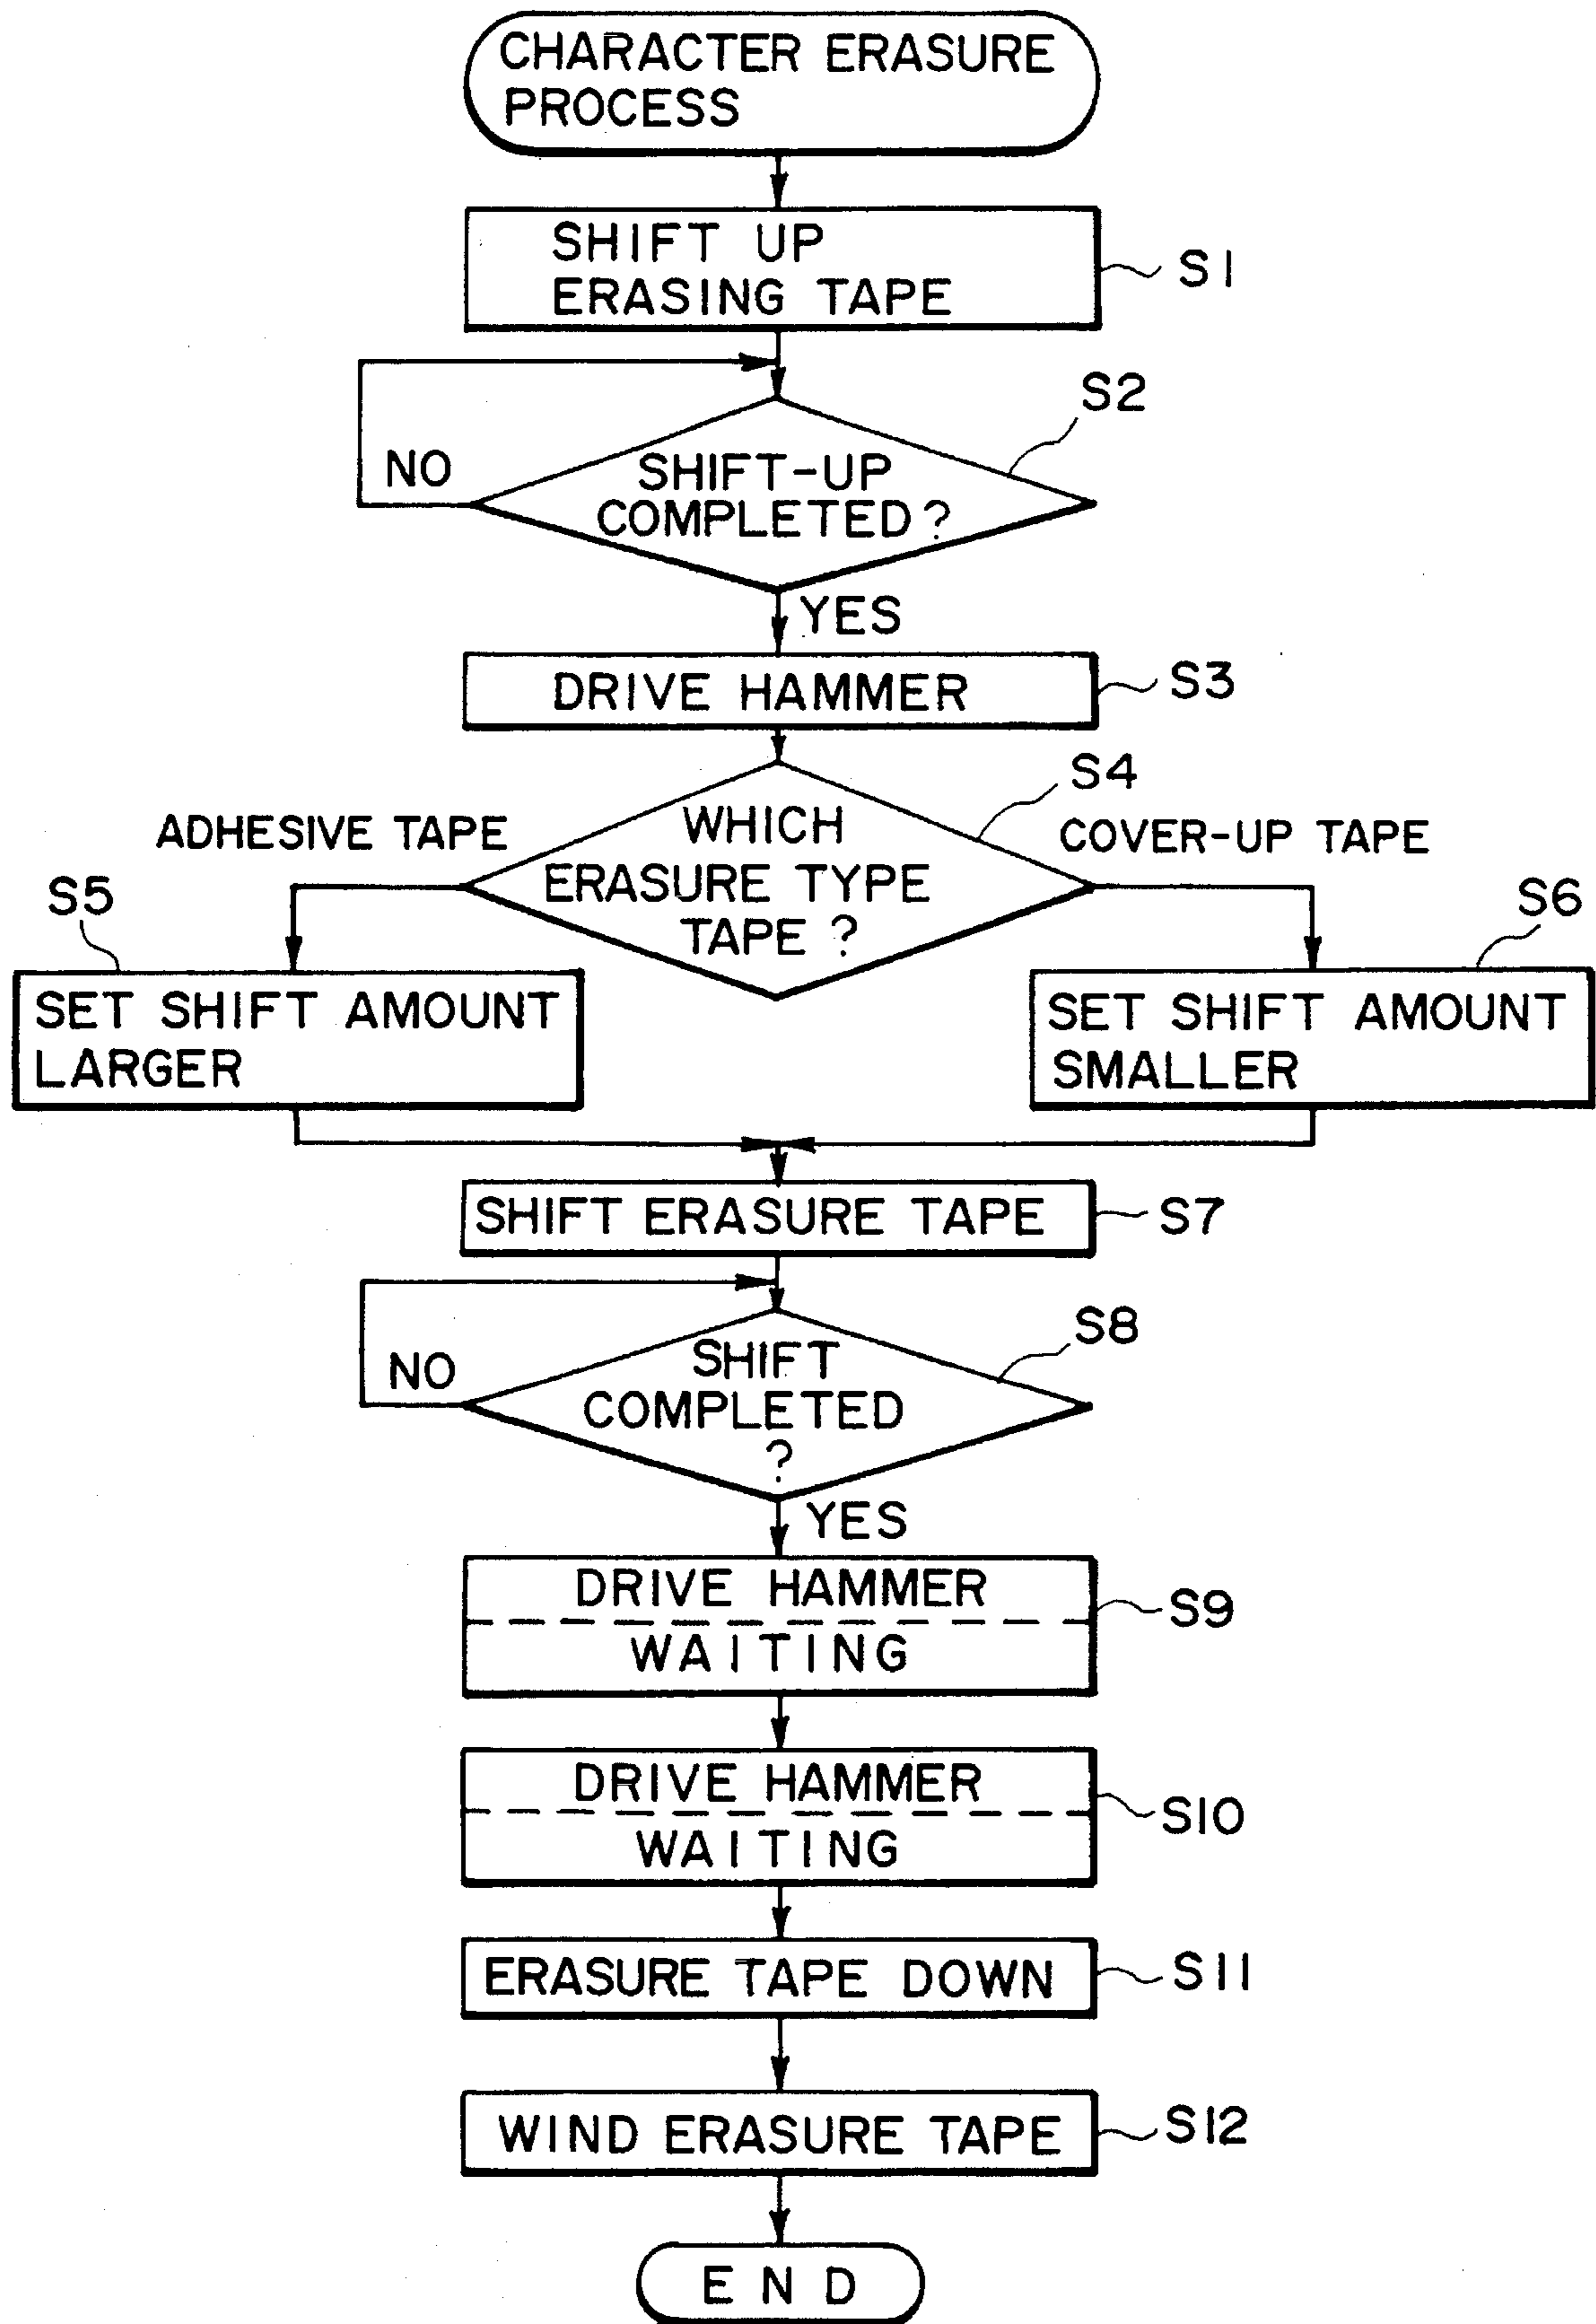 CHARACTER ERASURE
PROCESS
SHIFT UP
ERASING TAPE
S1
S2
NO
SHIFT-UP
COMPLETED?
YES
DRIVE HAMMER
S3
S4
ADHESIVE TAPE
WHICH
COVER-UP TAPE
ERASURE TYPE
TAPE?
S5
S6
SET SHIFT AMOUNT
LARGER
SET SHIFT AMOUNT
SMALLER
SHIFT ERASURE TAPE
S7
S8
NO
SHIFT
COMPLETED
?
YES
DRIVE HAMMER
WAITING
S9
DRIVE HAMMER
WAITING
S10
ERASURE TAPE DOWN
S11
WIND ERASURE TAPE
S12
END